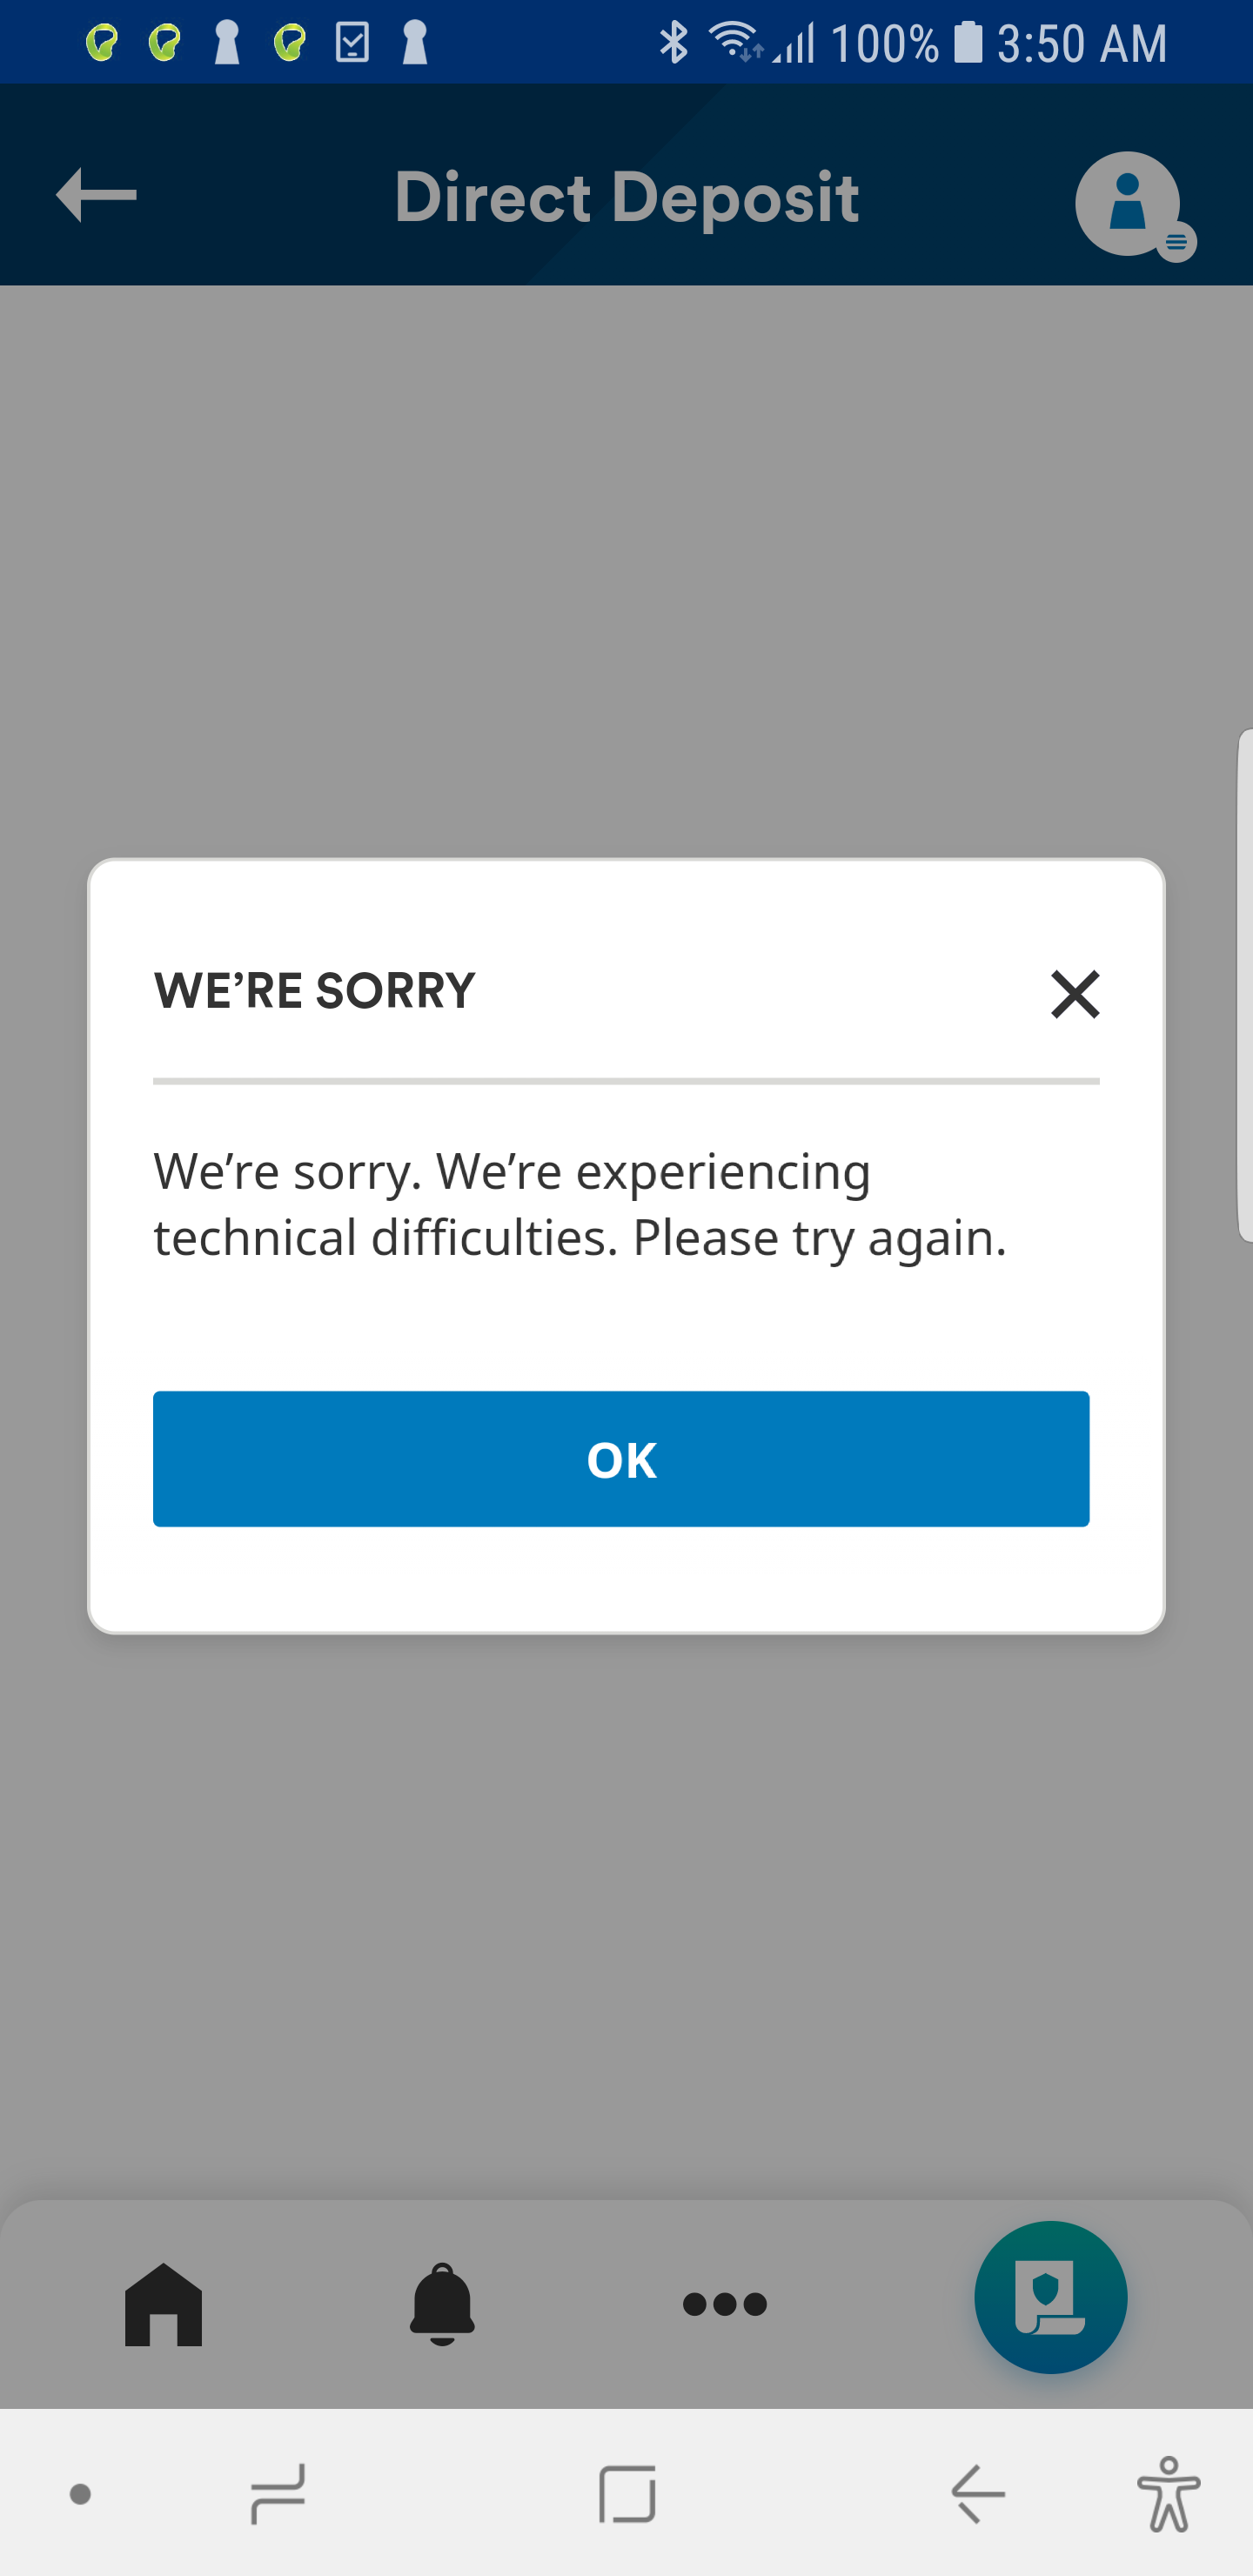 100% 3:50 AM
Direct Deposit
WE’RE SORRY
We’re sorry. We’re experiencing
technical difficulties. Please try again.
OK